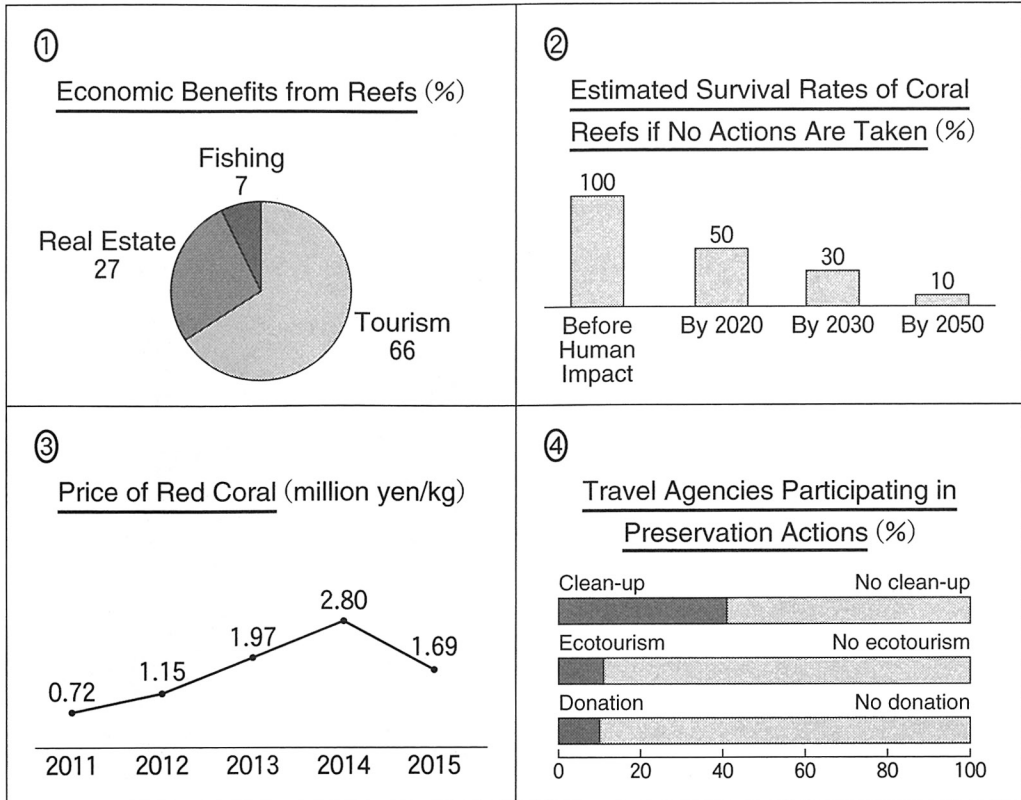 ①
Economic Benefits from Reefs (%)
Fishing
7
Real Estate
27
Tourism
66
②
Estimated Survival Rates of Coral
Reefs if No Actions Are Taken (%)
100
50
30
10
Before
Human
Impact
By 2020
By 2030
By 2050
③
Price of Red Coral (million yen/kg)
0.72
1.15
1.97
2.80
1.69
2011 2012 2013 2014 2015
④
Travel Agencies Participating in
Preservation Actions (%)
Clean-up No clean-up
Ecotourism No ecotourism
Donation No donation
0 20 40 60 80 100